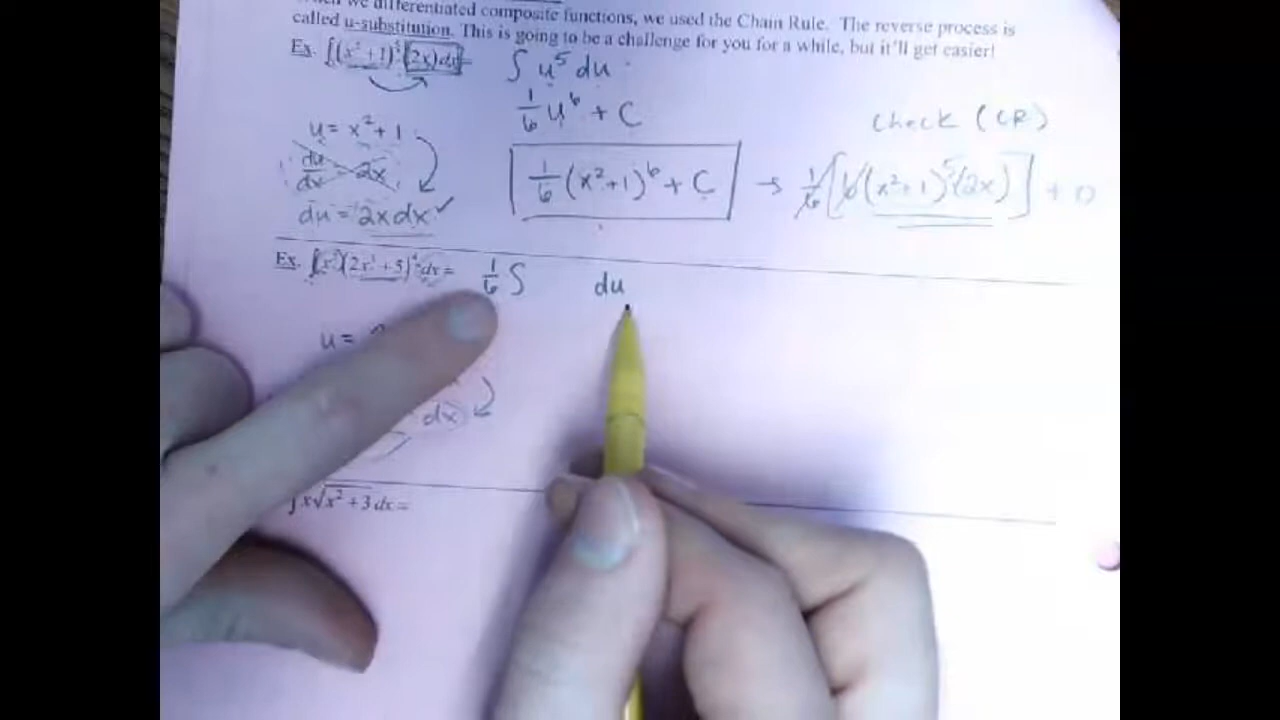 we differentiated composite functions, we used the Chain Rule. The reverse process is
called u-substitution. This is going to be a challenge for you for a while, but it'll get easier!
Ex. ∫(x² + 1)⁵(2x)dx = ∫ u⁵ du
u = x² + 1
du/dx = 2x
du = 2x dx ✓
1/6 u⁶ + C
1/6 (x²+1)⁶ + C → 1/6 [6(x²+1)⁵(2x)] + 0
Check (CR)
Ex. ∫(x²)(2x³ + 5)⁴ dx = 1/6 ∫ du
u =
dx
∫ x√x² + 3 dx =